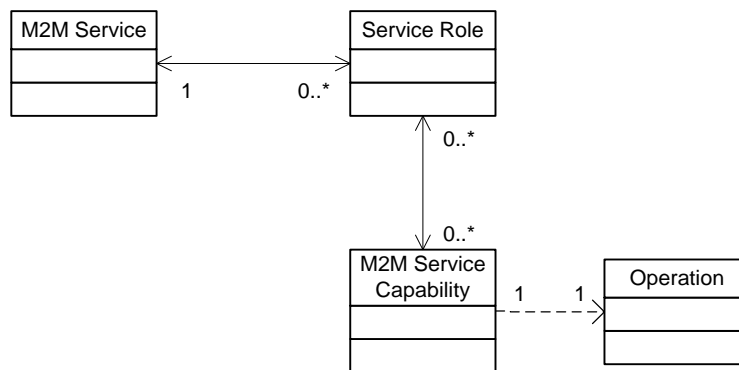 M2M Service
Service Role
1
0..*
0..*
0..*
M2M Service
Capability
1
1
Operation